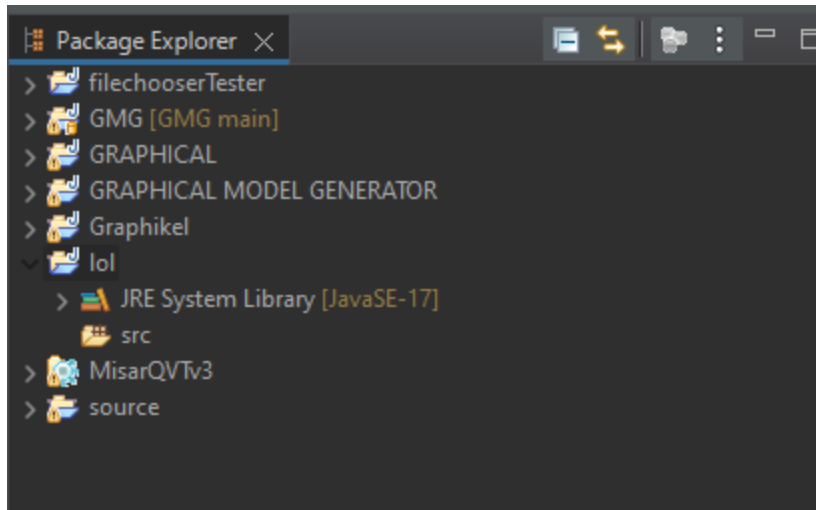 Package Explorer
filechooserTester
GMG [GMG main]
GRAPHICAL
GRAPHICAL MODEL GENERATOR
Graphikel
lol
JRE System Library [JavaSE-17]
src
MisarQVTv3
source